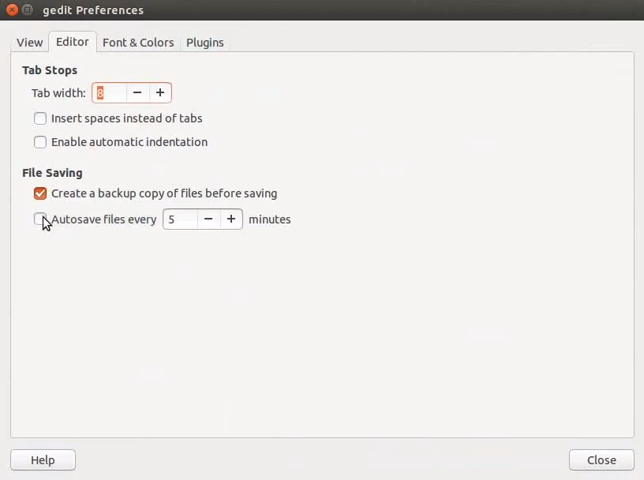 gedit Preferences
View Editor Font & Colors Plugins
Tab Stops
Tab width: 8 − +
Insert spaces instead of tabs
Enable automatic indentation
File Saving
Create a backup copy of files before saving
Autosave files every 5 − + minutes
Help Close